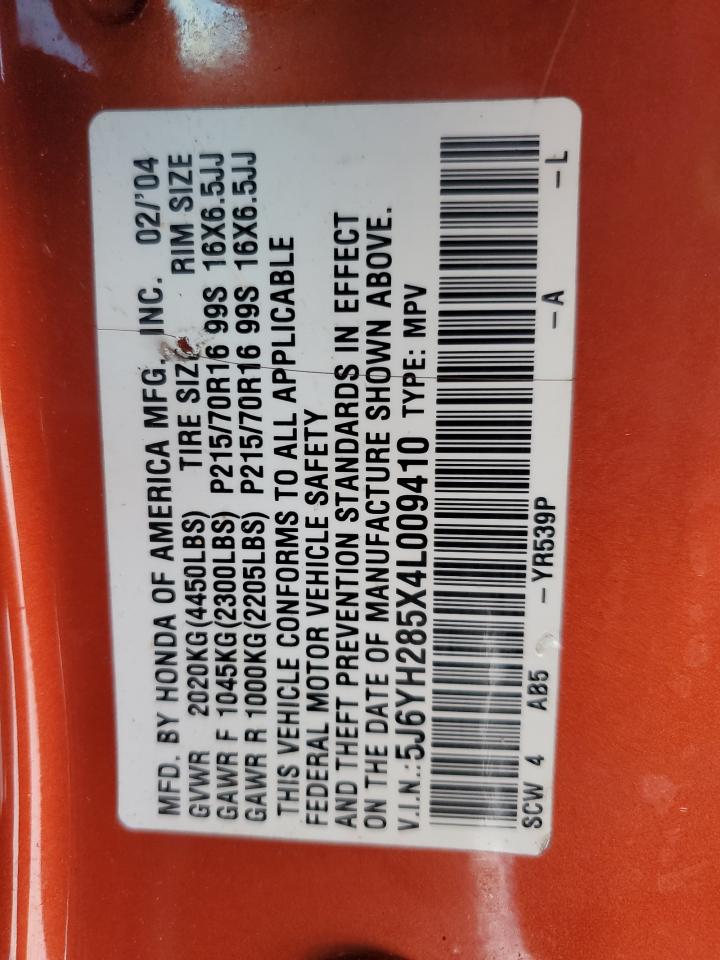 MFD. BY HONDA OF AMERICA MFG., INC. 02/'04
GVWR 2020KG(4450LBS) TIRE SIZE RIM SIZE
GAWR F 1045KG(2300LBS) P215/70R16 99S 16X6.5JJ
GAWR R 1000KG(2205LBS) P215/70R16 99S 16X6.5JJ
THIS VEHICLE CONFORMS TO ALL APPLICABLE
FEDERAL MOTOR VEHICLE SAFETY
AND THEFT PREVENTION STANDARDS IN EFFECT
ON THE DATE OF MANUFACTURE SHOWN ABOVE.
V.I.N.:5J6YH285X4L009410 TYPE: MPV
SCW 4 AB5 -YR539P -A -L